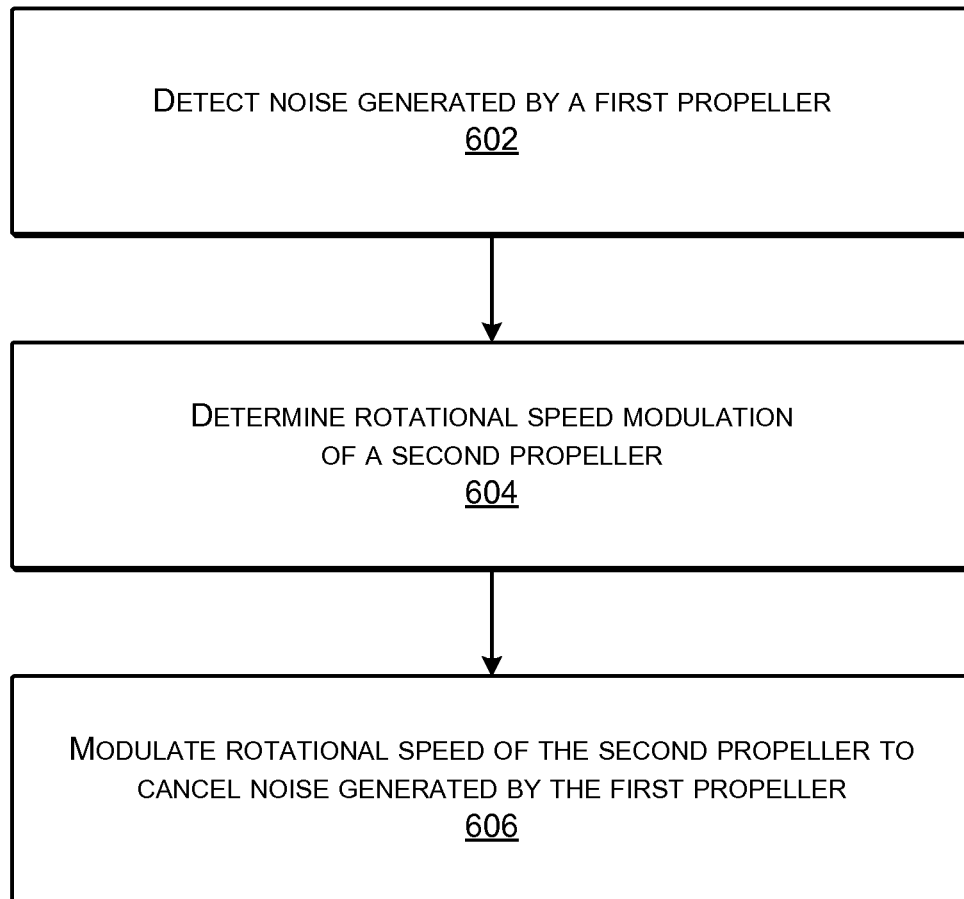 DETECT NOISE GENERATED BY A FIRST PROPELLER
602
DETERMINE ROTATIONAL SPEED MODULATION
OF A SECOND PROPELLER
604
MODULATE ROTATIONAL SPEED OF THE SECOND PROPELLER TO
CANCEL NOISE GENERATED BY THE FIRST PROPELLER
606